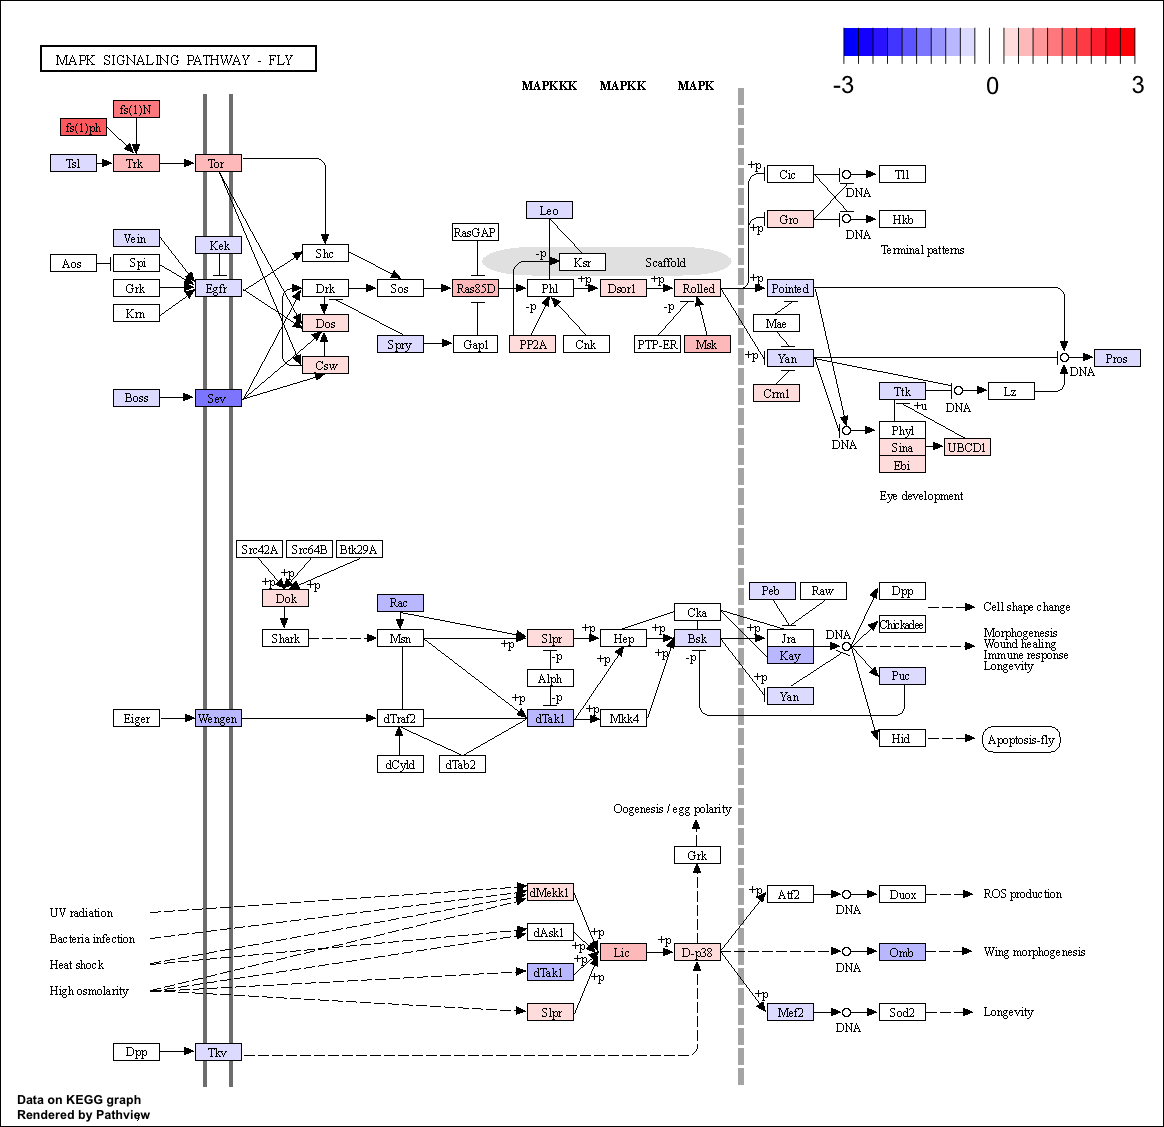 MAPK SIGNALING PATHWAY - FLY
-3 0 3
MAPKKK MAPKK MAPK
fs(1)N
fs(1)ph
Tsl Trk Tor
+p Cic DNA Tll
Leo
Gro +p DNA Hkb
Terminal patterns
Vein Kek
RasGAP
Shc
-p Ksr Scaffold
Aos Spi
Grk Egfr Drk Sos Ras85D Phl +p Dsor1 +p Rolled +p Pointed
Krn
-p -p
Dos Mae
Spry Gap1 PP2A Cnk PTP-ER Msk
+p Yan Pros
DNA
Csw
Crm1
Boss Sev
Ttk Lz
+u DNA
Phyl
DNA
Sina UBCD1
Ebi
Eye development
Src42A Src64B Btk29A
+p +p +p
Dok
Rac
Peb Raw Dpp
Cka
Cell shape change
Chickadee
Shark Msn +p Slpr +p Hep +p Bsk +p Jra DNA
Kay
Morphogenesis
Wound healing
Immune response
Longevity
-p +p +p -p
Alph
+p Puc
-p
+p Yan
Eiger Wengen dTraf2 dTak1 +p Mkk4
Hid Apoptosis-fly
dCyld dTab2
Oogenesis / egg polarity
Grk
dMekk1 +p Atf2 DNA Duox ROS production
UV radiation
Bacteria infection
dAsk1 +p
+p Lic +p D-p38 DNA Omb Wing morphogenesis
Heat shock
+p
dTak1 +p
High osmolarity
+p
Slpr Mef2 DNA Sod2 Longevity
Dpp Tkv
Data on KEGG graph
Rendered by Pathview